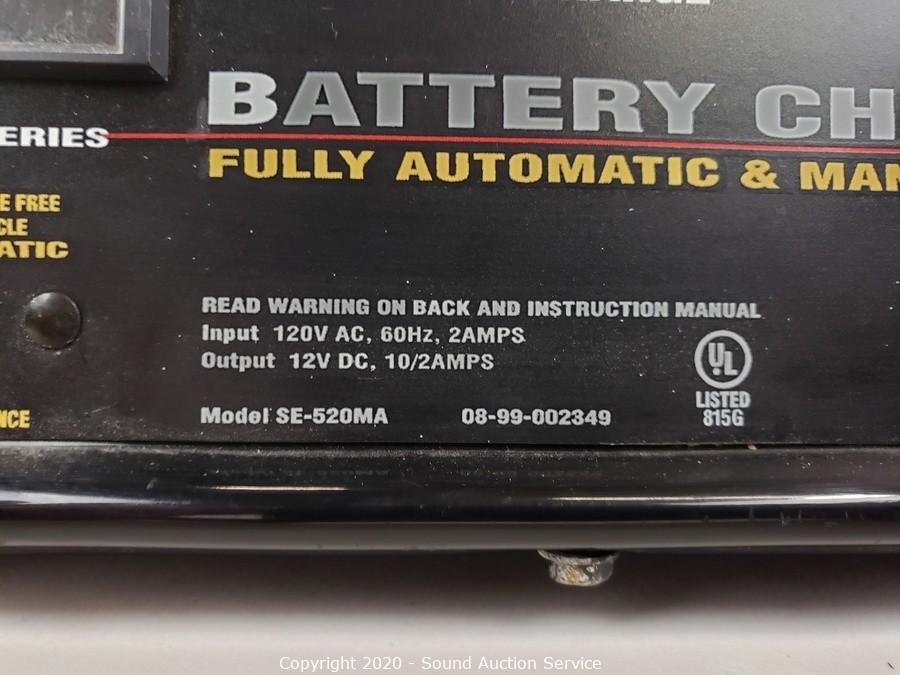 BATTERY CH
ERIES
FULLY AUTOMATIC & MAN
E FREE
CLE
ATIC
READ WARNING ON BACK AND INSTRUCTION MANUAL
Input 120V AC, 60Hz, 2AMPS
Output 12V DC, 10/2AMPS
UL
LISTED
815G
Model SE-520MA 08-99-002349
NCE
Copyright 2020 - Sound Auction Service